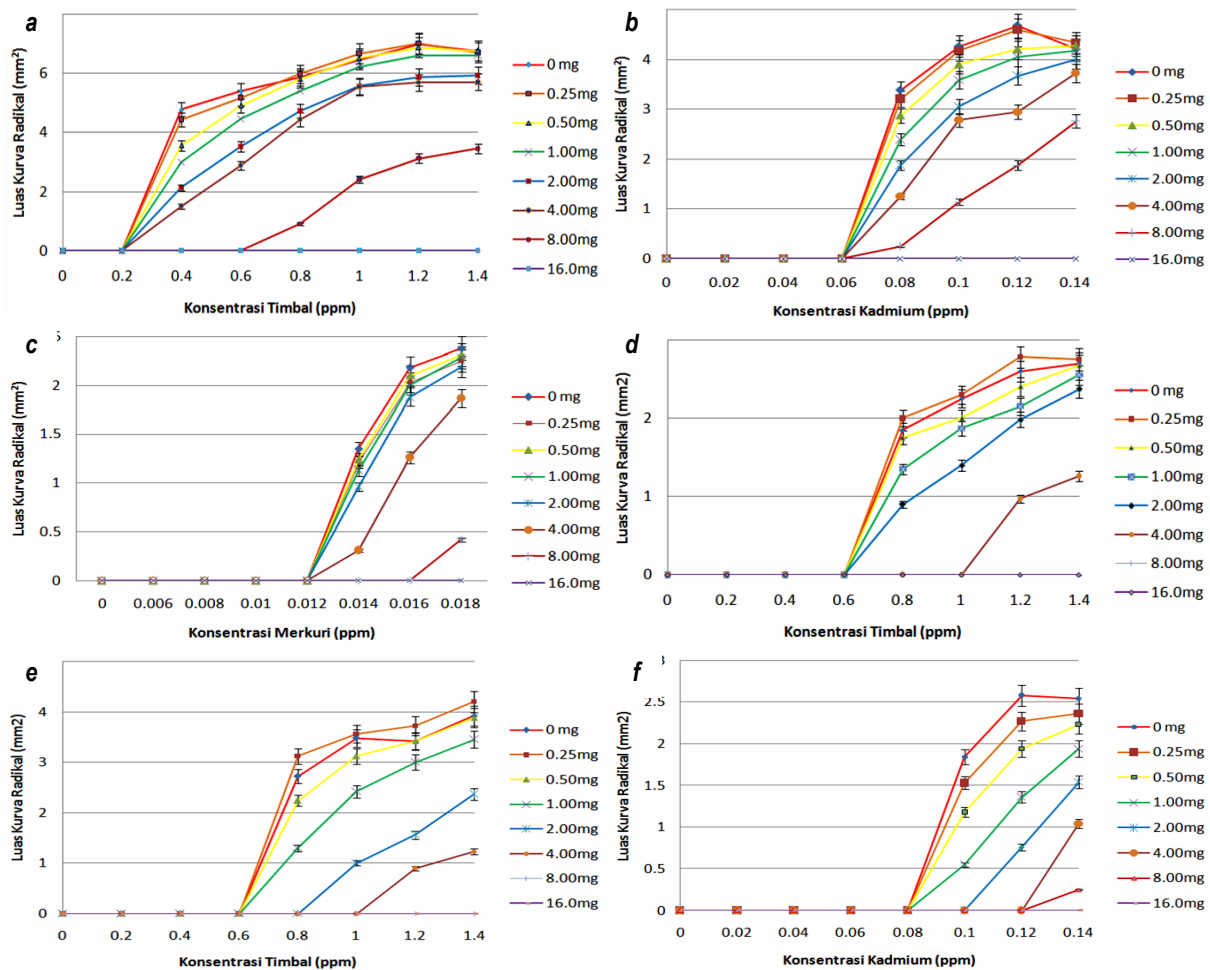 a
Luas Kurva Radikal (mm²)
6
4
2
0
0 0.2 0.4 0.6 0.8 1.0 1.2 1.4
Konsentrasi Timbal (ppm)
0 mg
0.25mg
0.50mg
1.00mg
2.00mg
4.00mg
8.00mg
16.0mg
b
Luas Kurva Radikal (mm²)
4
3
2
1
0
0 0.02 0.04 0.06 0.08 0.1 0.12 0.14
Konsentrasi Kadmium (ppm)
0 mg
0.25mg
0.50mg
1.00mg
2.00mg
4.00mg
8.00mg
16.0mg
c
Luas Kurva Radikal (mm²)
2
1.5
1
0.5
0
0 0.006 0.008 0.01 0.012 0.014 0.016 0.018
Konsentrasi Merkuri (ppm)
0 mg
0.25mg
0.50mg
1.00mg
2.00mg
4.00mg
8.00mg
16.0mg
d
Luas Kurva Radikal (mm2)
2
1
0
0 0.2 0.4 0.6 0.8 1 1.2 1.4
Konsentrasi Timbal (ppm)
0 mg
0.25mg
0.50mg
1.00mg
2.00mg
4.00mg
8.00mg
16.0mg
e
Luas Kurva Radikal (mm2)
4
3
2
1
0
0 0.2 0.4 0.6 0.8 1 1.2 1.4
Konsentrasi Timbal (ppm)
0 mg
0.25mg
0.50mg
1.00mg
2.00mg
4.00mg
8.00mg
16.0mg
f
Luas Kurva Radikal (mm2)
2.5
2
1.5
1
0.5
0
0 0.02 0.04 0.06 0.08 0.1 0.12 0.14
Konsentrasi Kadmium (ppm)
0 mg
0.25mg
0.50mg
1.00mg
2.00mg
4.00mg
8.00mg
16.0mg